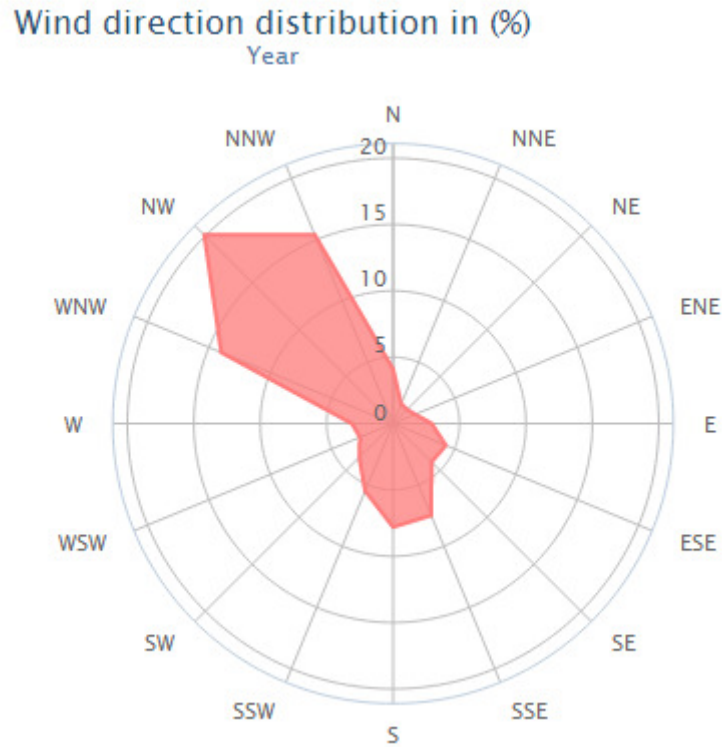 Wind direction distribution in (%)
Year
N
NNW
NNE
20
NW
NE
15
10
WNW
ENE
5
0
W
E
WSW
ESE
SW
SE
SSW
SSE
S